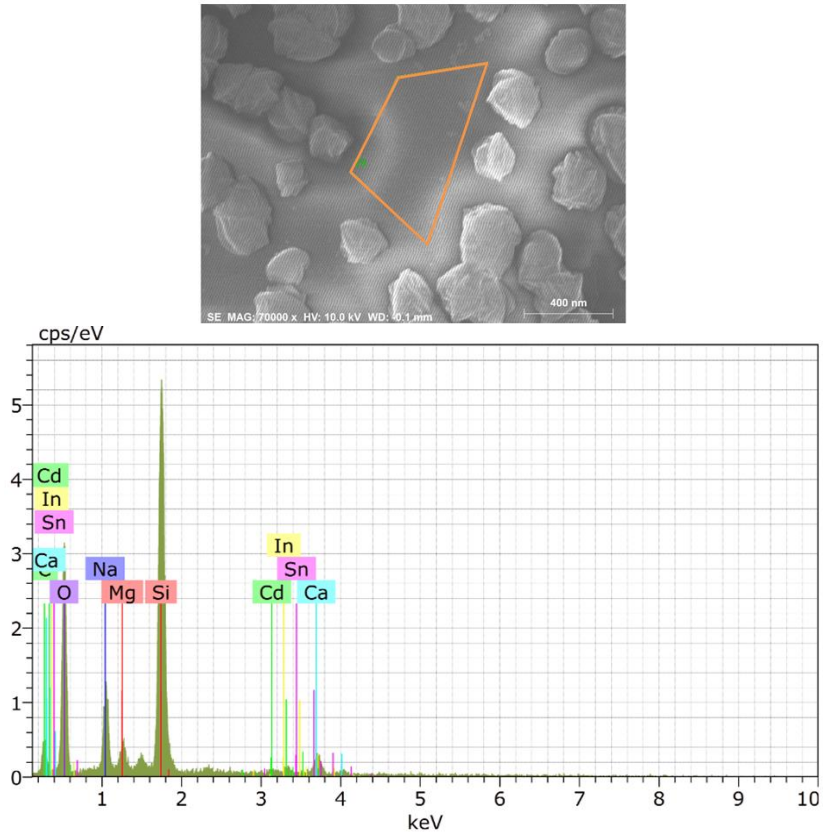 SE MAG: 70000 x HV: 10.0 kV WD: -0.1 mm
400 nm
cps/eV
5
4
3
2
1
0
Cd
In
Sn
Ca
C
O
Na
Mg
Si
In
Sn
Cd
Ca
1 2 3 4 5 6 7 8 9 10
keV